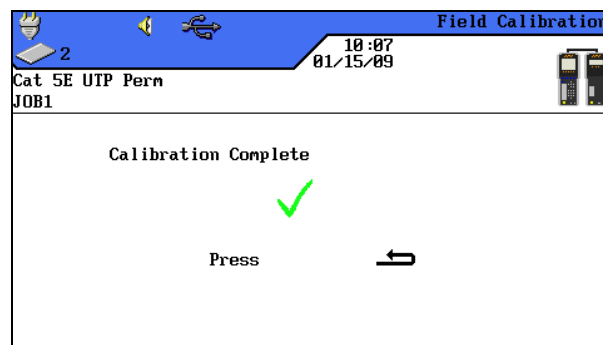 Field Calibration
2
10:07
01/15/09
Cat 5E UTP Perm
JOB1
Calibration Complete
Press